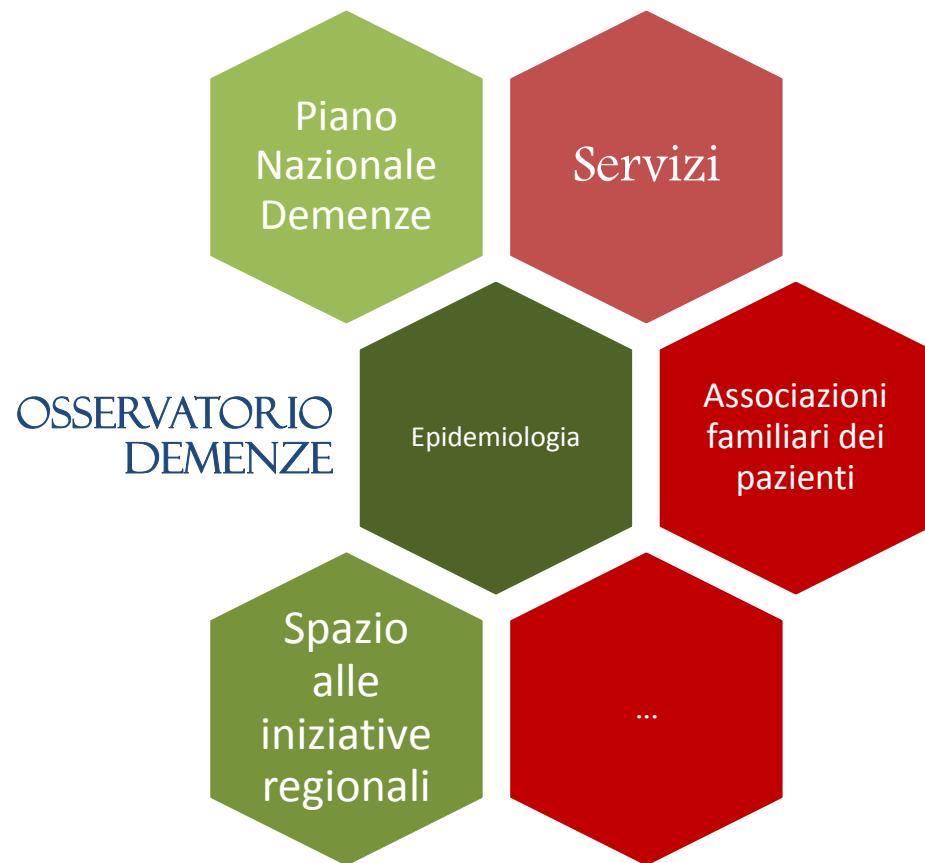 Piano
Nazionale
Demenze
Servizi
OSSERVATORIO
DEMENZE
Epidemiologia
Associazioni
familiari dei
pazienti
Spazio
alle
iniziative
regionali
...